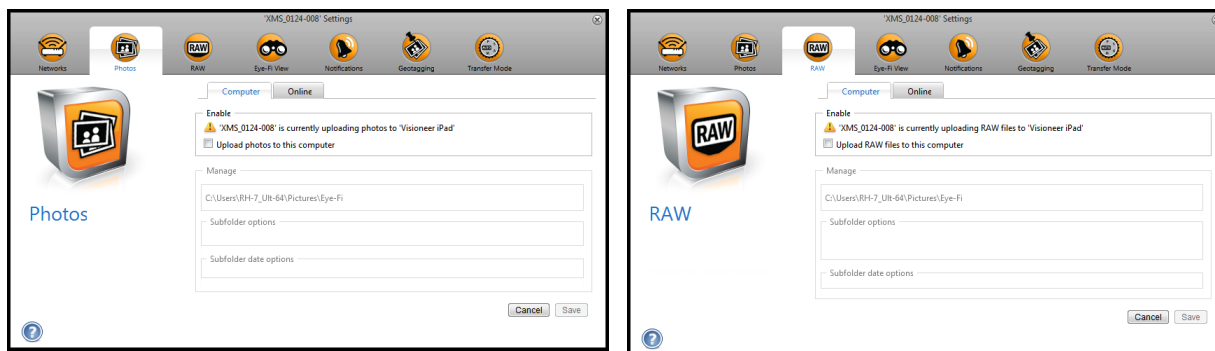 'XMS_0124-008' Settings
Networks Photos RAW Eye-Fi View Notifications Geotagging Transfer Mode
Computer Online
Enable
'XMS_0124-008' is currently uploading photos to 'Visioneer iPad'
Upload photos to this computer
Manage
C:\Users\RH-7_Ult-64\Pictures\Eye-Fi
Subfolder options
Subfolder date options
Photos
Cancel Save
'XMS_0124-008' Settings
Networks Photos RAW Eye-Fi View Notifications Geotagging Transfer Mode
RAW
Computer Online
Enable
'XMS_0124-008' is currently uploading RAW files to 'Visioneer iPad'
Upload RAW files to this computer
Manage
C:\Users\RH-7_Ult-64\Pictures\Eye-Fi
Subfolder options
Subfolder date options
RAW
Cancel Save